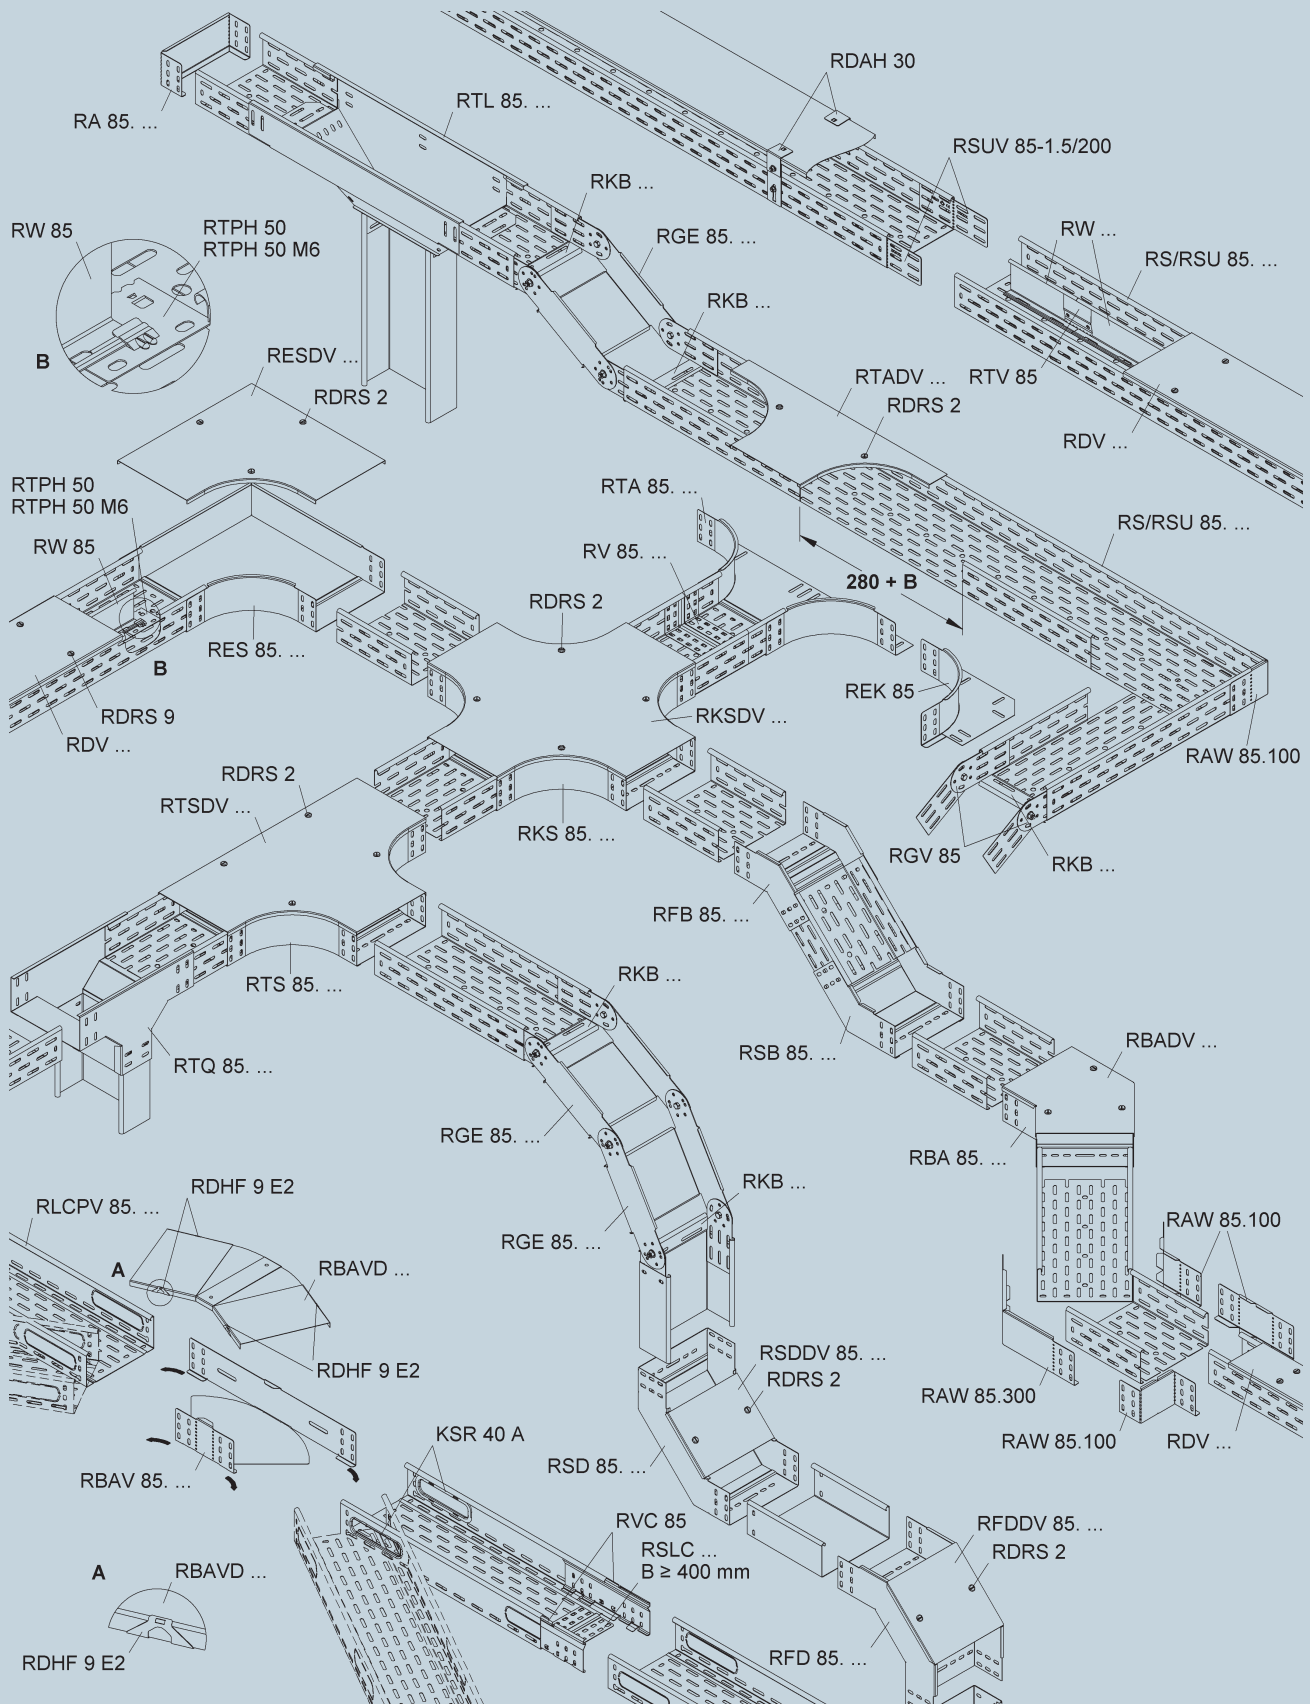 RDAH 30
RTL 85. ...
RA 85. ...
RSUV 85-1.5/200
RKB ...
RTPH 50
RTPH 50 M6
RW 85
RGE 85. ...
RW ...
RS/RSU 85. ...
RKB ...
B
RESDV ...
RTADV ...
RTV 85
RDRS 2
RDRS 2
RDV ...
RTPH 50
RTPH 50 M6
RTA 85. ...
RS/RSU 85. ...
RW 85
RV 85. ...
280 + B
RDRS 2
RES 85. ...
B
REK 85
RDRS 9
RKSDV ...
RDV ...
RAW 85.100
RDRS 2
RTSDV ...
RKS 85. ...
RGV 85
RKB ...
RFB 85. ...
RKB ...
RTS 85. ...
RBADV ...
RSB 85. ...
RTQ 85. ...
RGE 85. ...
RBA 85. ...
RKB ...
RDHF 9 E2
RLCPV 85. ...
RAW 85.100
RGE 85. ...
A
RBAVD ...
RSDDV 85. ...
RDHF 9 E2
RDRS 2
RAW 85.300
KSR 40 A
RAW 85.100
RDV ...
RSD 85. ...
RBAV 85. ...
RVC 85
RFDDV 85. ...
RSLC ...
B ≥ 400 mm
RDRS 2
A
RBAVD ...
RFD 85. ...
RDHF 9 E2